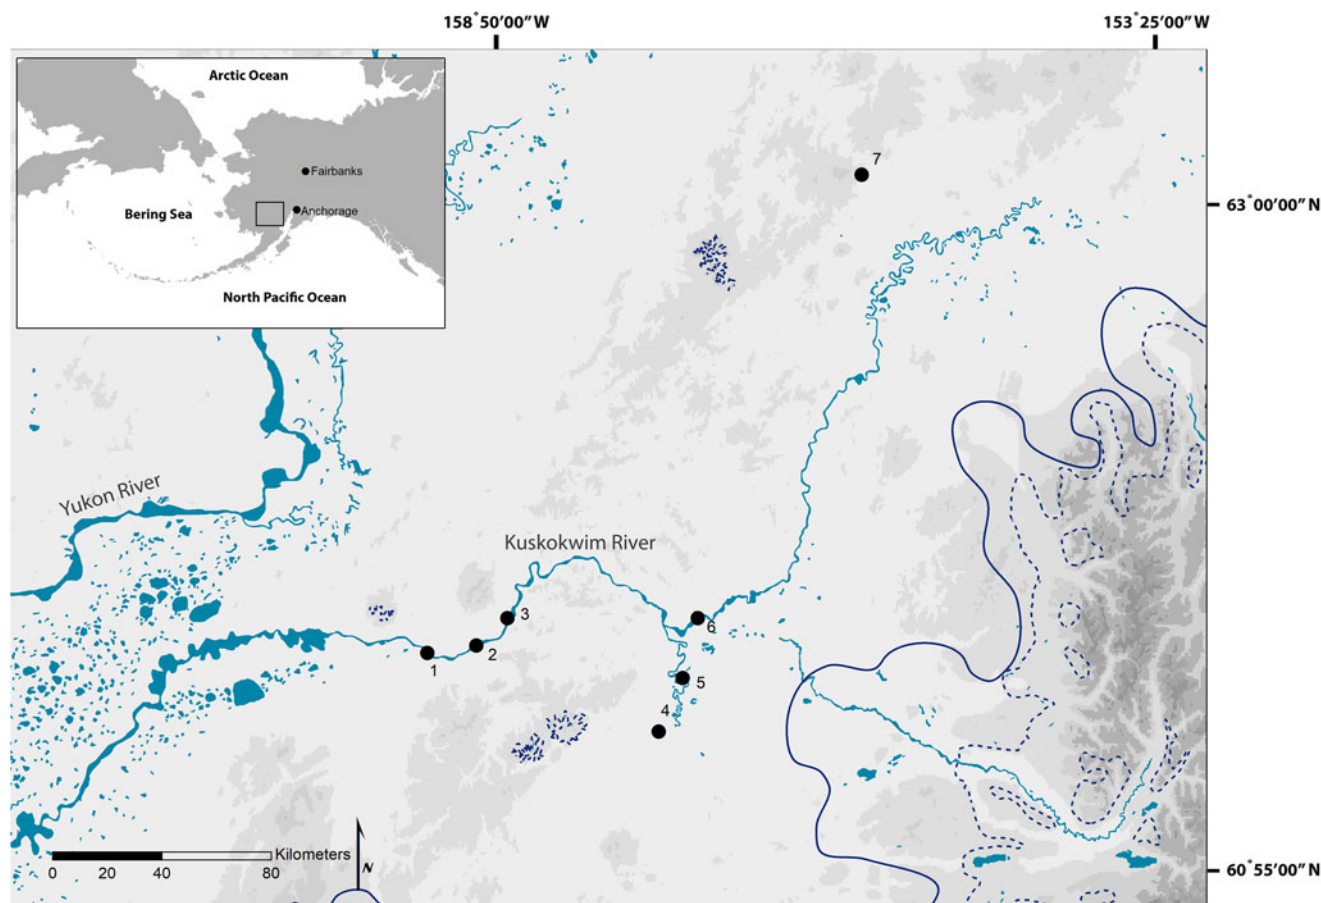 158°50'00"W
153°25'00"W
Arctic Ocean
Fairbanks
Bering Sea
Anchorage
North Pacific Ocean
7
63°00'00"N
Yukon River
Kuskokwim River
3
6
2
1
5
4
Kilometers
0 20 40 80
N
60°55'00"N